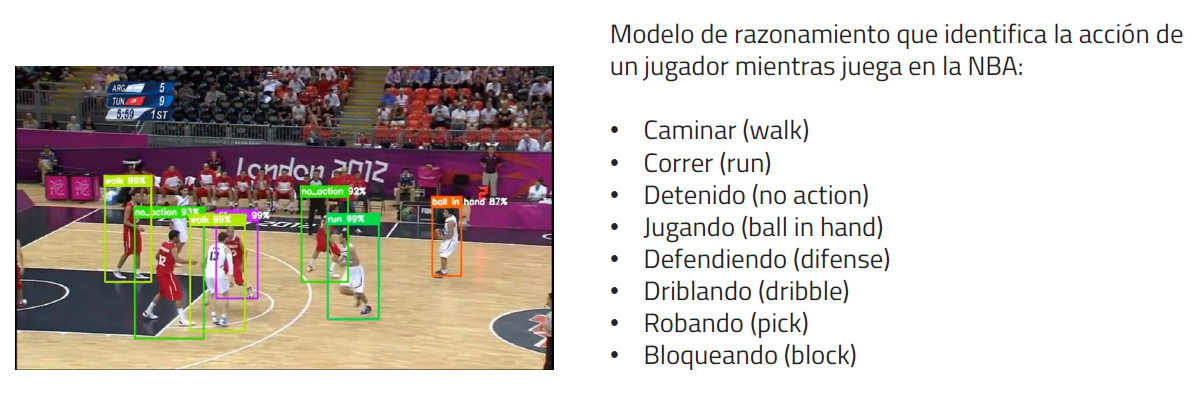 Modelo de razonamiento que identifica la acción de
un jugador mientras juega en la NBA:
• Caminar (walk)
• Correr (run)
• Detenido (no action)
• Jugando (ball in hand)
• Defendiendo (difense)
• Driblando (dribble)
• Robando (pick)
• Bloqueando (block)
ARG 5
TUN 9
5:59 1ST
London 2012
walk 99%
no_action 92%
ball in hand 87%
no_action 93%
99%
walk 99%
run 99%
12
13